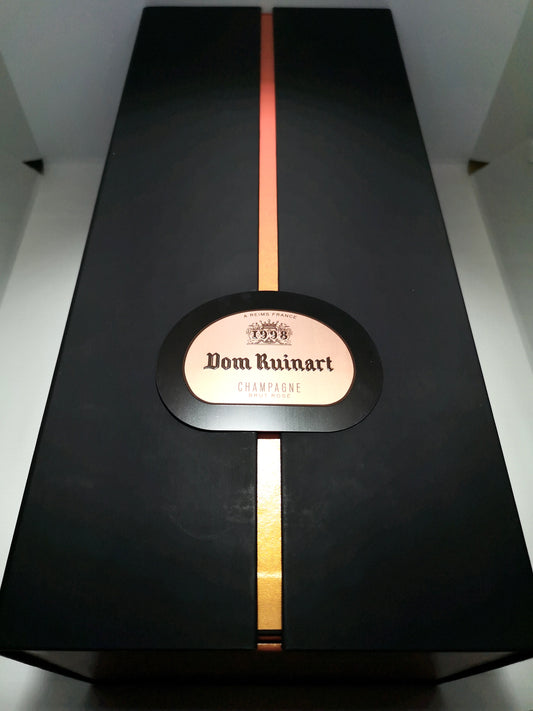 A REIMS FRANCE
1998
Dom Ruinart
CHAMPAGNE
BRUT ROSÉ